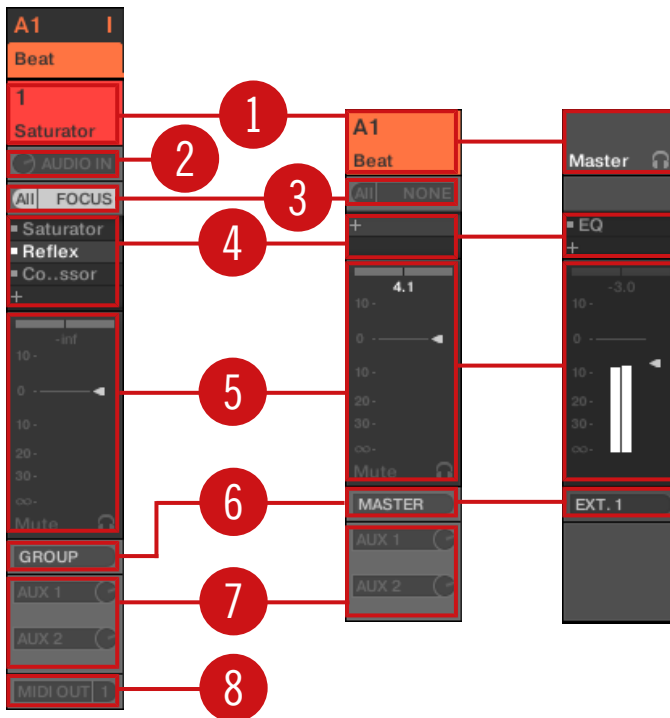 A1 I
Beat
1
Saturator
AUDIO IN
All FOCUS
Saturator
Reflex
Co..ssor
+
-inf
10-
0 -
10-
20-
30-
∞-
Mute
GROUP
AUX 1
AUX 2
MIDI OUT 1
1
2
3
4
5
6
7
8
A1
Beat
All NONE
+
4.1
10-
0 -
10-
20-
30-
∞-
Mute
MASTER
AUX 1
AUX 2
Master
EQ
+
-3.0
10-
0 -
10-
20-
30-
∞-
EXT. 1